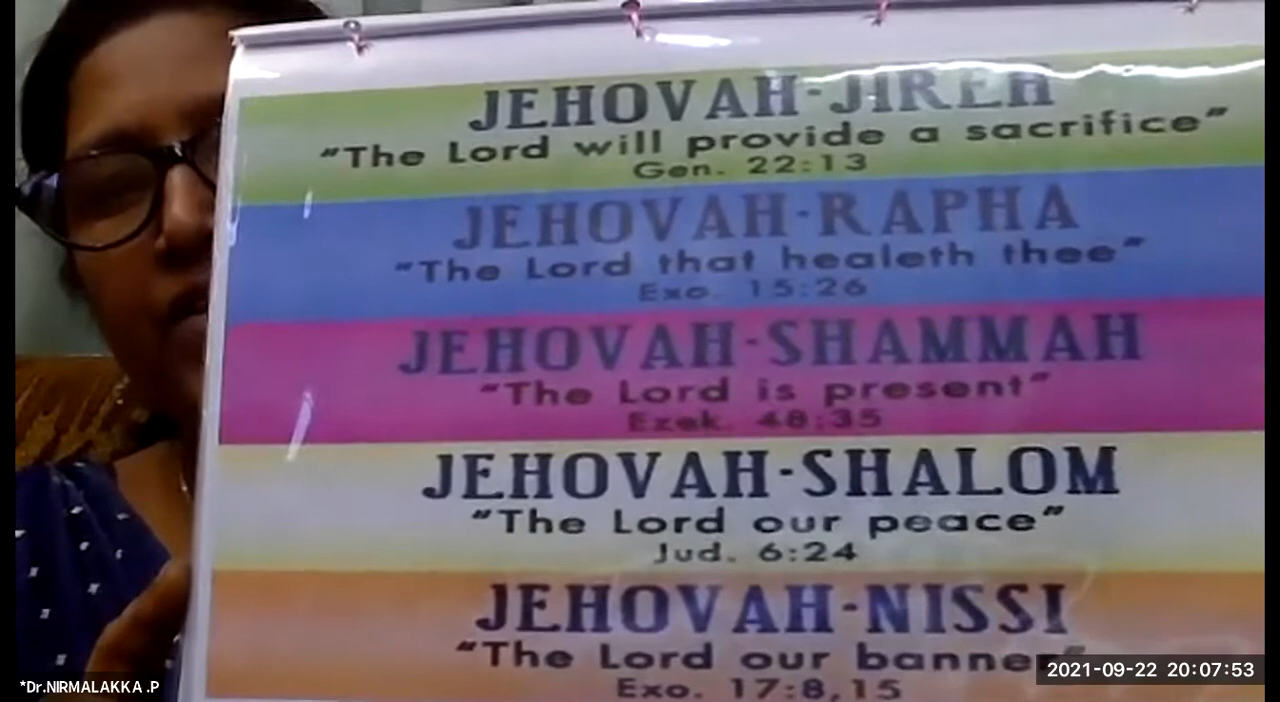 JEHOVAH-JIREH
"The Lord will provide a sacrifice"
Gen. 22:13
JEHOVAH-RAPHA
"The Lord that healeth thee"
Exo. 15:26
JEHOVAH-SHAMMAH
"The Lord is present"
Ezek. 48:35
JEHOVAH-SHALOM
"The Lord our peace"
Jud. 6:24
JEHOVAH-NISSI
"The Lord our banner"
Exo. 17:8,15
2021-09-22 20:07:53
*Dr.NIRMALAKKA .P